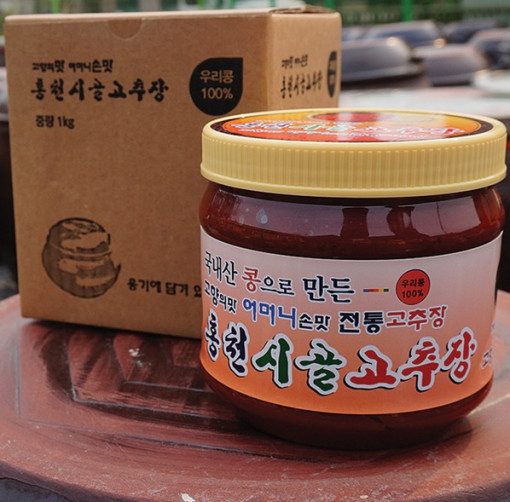 고향의맛 어머니손맛
홍천시골고추장
중량 1kg
우리콩
100%
고향의맛 어머니손맛
홍천시골고추장
옹기에 담가
국내산 콩으로 만든
우리콩
100%
고향의맛 어머니손맛 전통고추장
홍천시골고추장